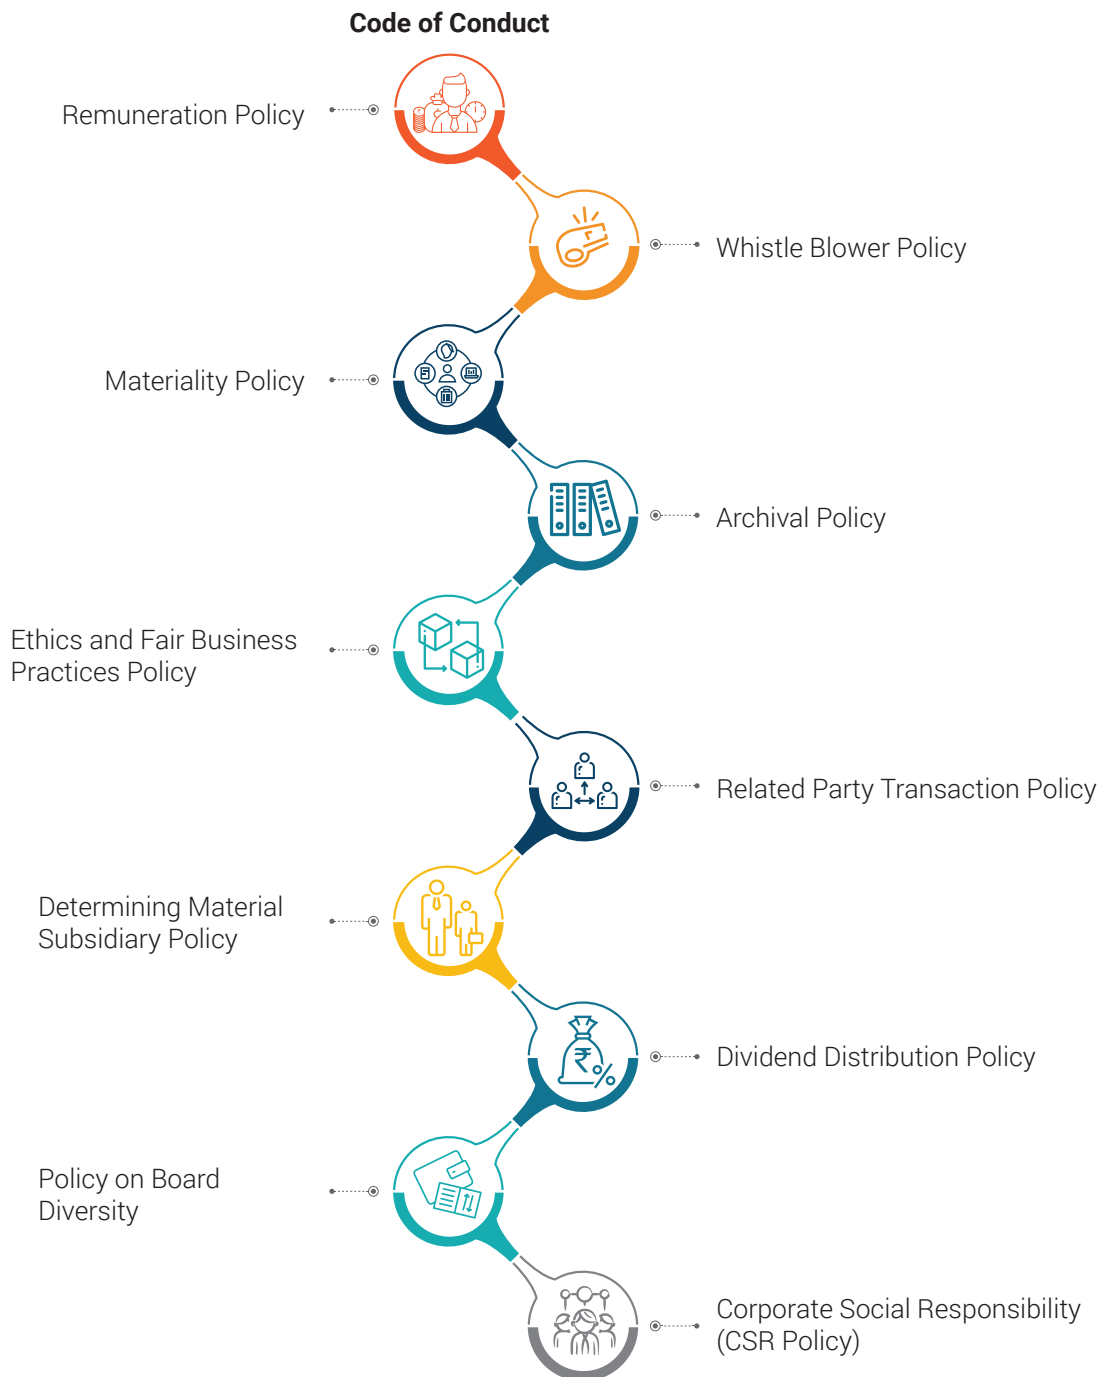 Code of Conduct
Remuneration Policy
Whistle Blower Policy
Materiality Policy
Archival Policy
Ethics and Fair Business
Practices Policy
Related Party Transaction Policy
Determining Material
Subsidiary Policy
₹
%
Dividend Distribution Policy
Policy on Board
Diversity
Corporate Social Responsibility
(CSR Policy)